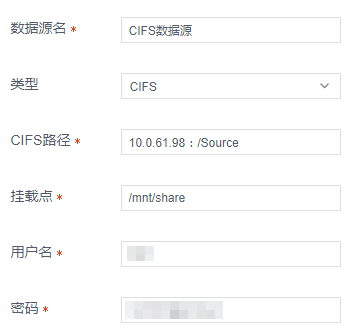 数据源名 *
CIFS数据源
类型
CIFS
CIFS路径 *
10.0.61.98：/Source
挂载点 *
/mnt/share
用户名 *
密码 *